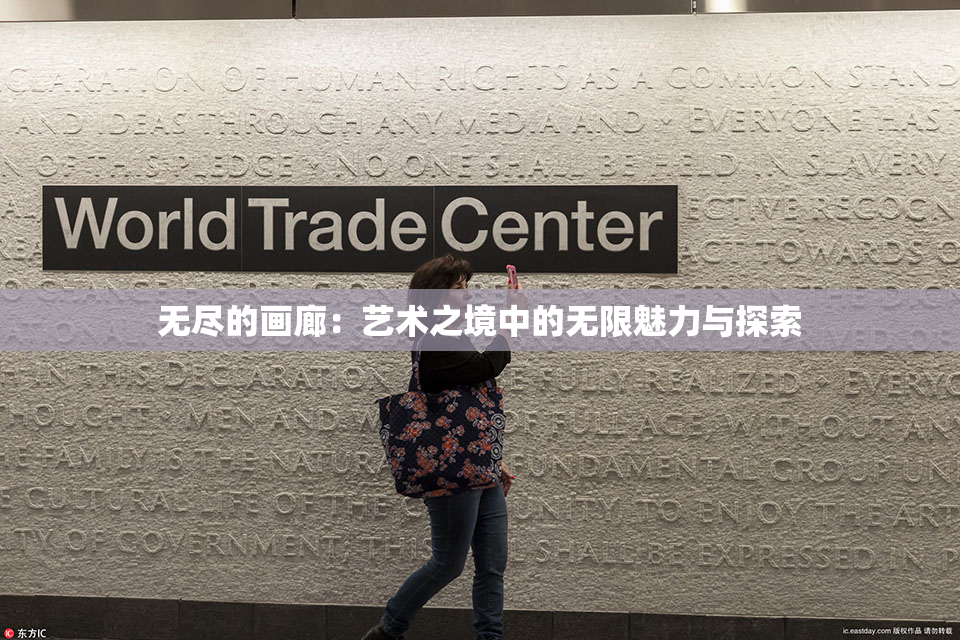 CLARATION OF HUMAN RIGHTS AS A COMMON STAND
AND IDEAS THROUGH ANY MEDIA AND EVERYONE HAS
OF THIS PLEDGE NO ONE SHALL BE HELD IN SLAVERY
World Trade Center
ECTIVE RECOGN
ACT TOWARDS O
无尽的画廊：艺术之境中的无限魅力与探索
IN THIS DECLARATION FULLY REALIZED EVERYO
THOUGHT MEN AND OF FULL AGE WITHO
FAMILY IS THE NATURA FUNDAMENTAL GROUP
CULTURAL LIFE OF THE UNITY, TO ENJOY THE ART
TY OF GOVERNMENT; THIS SHALL BE EXPRESSED IN P
东方IC
ic.eastday.com 版权作品 请勿转载